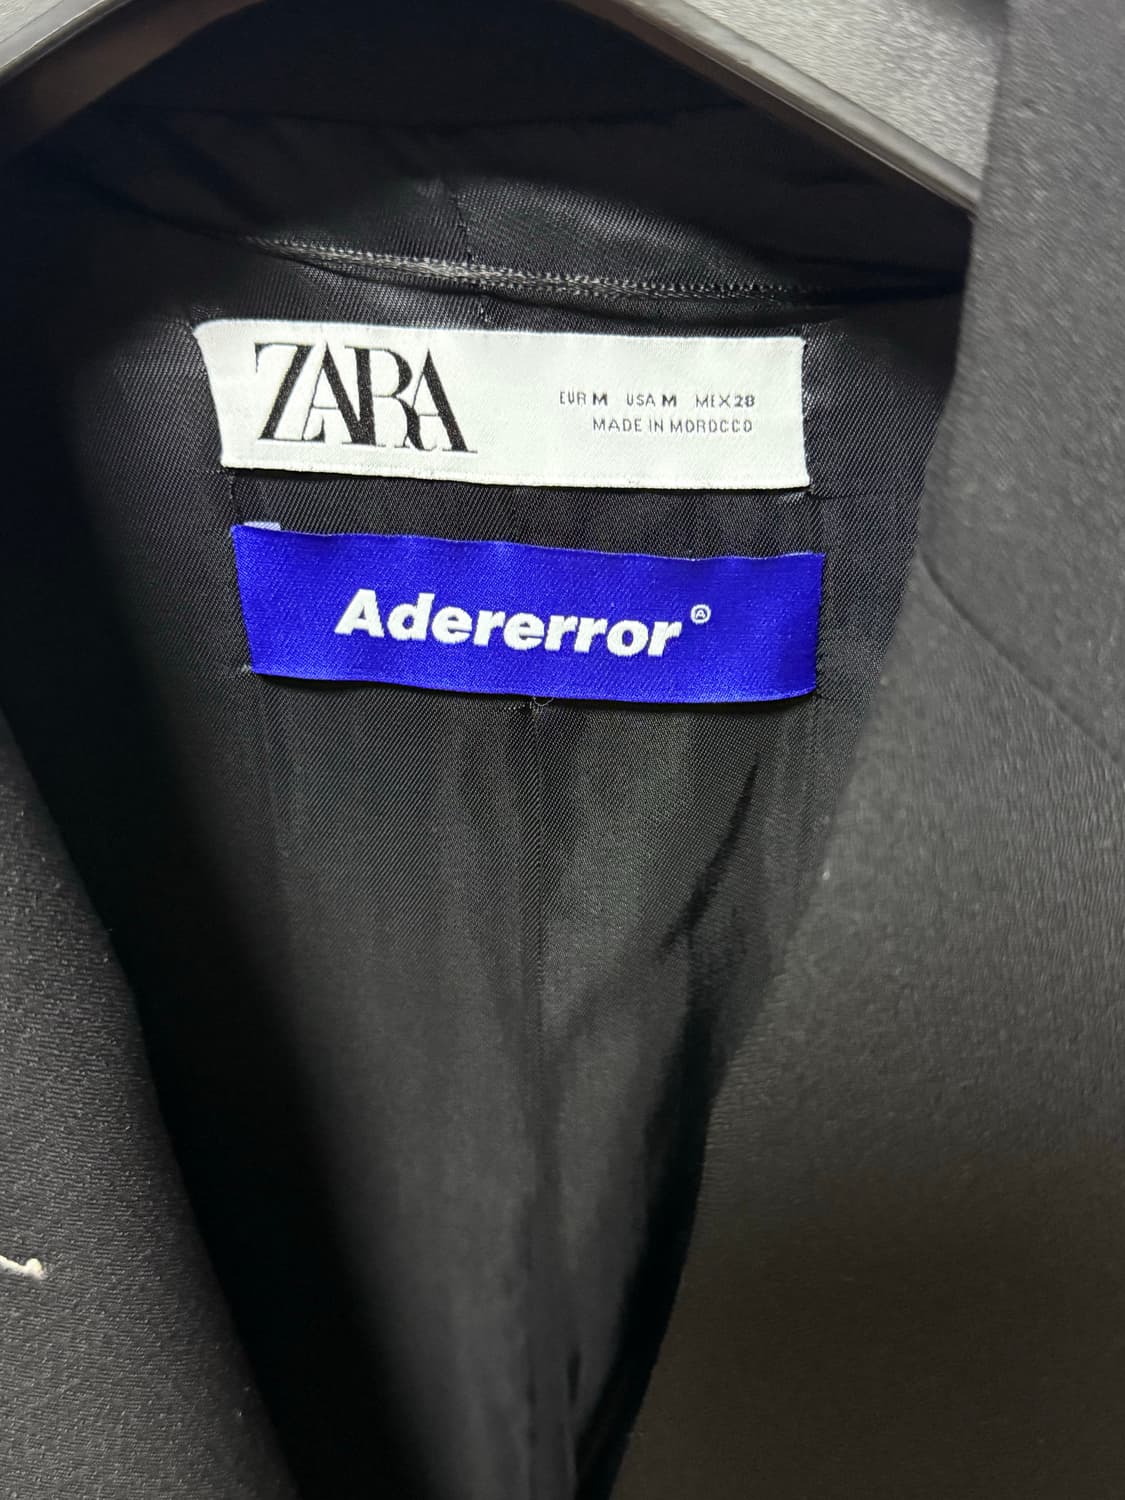 ZARA
EUR M USA M MEX 28
MADE IN MOROCCO
Adererror